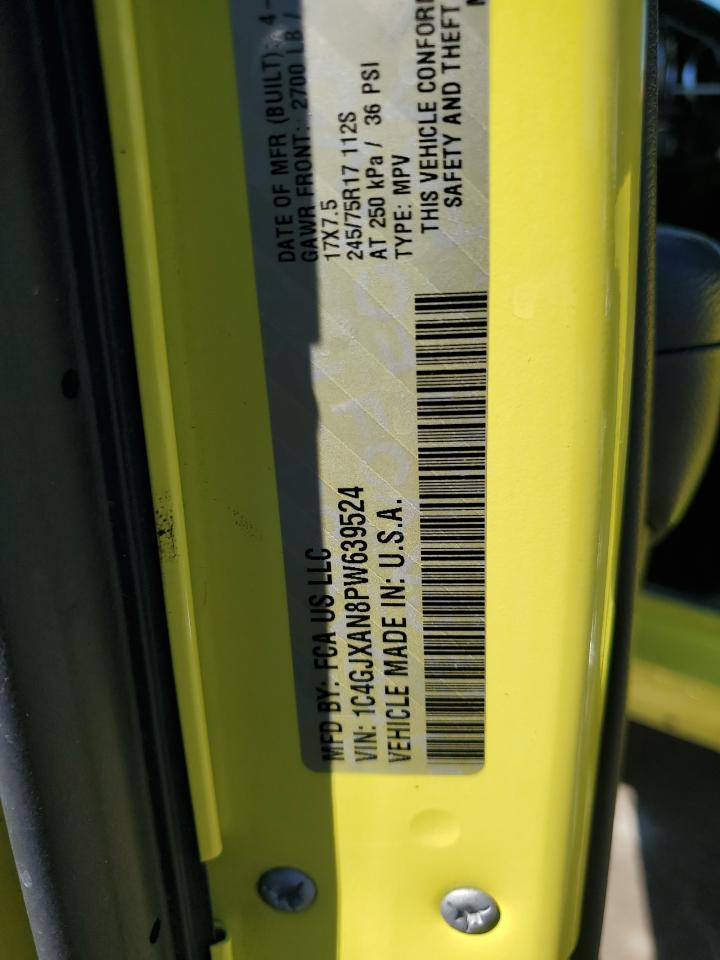 MFD BY: FCA US LLC
VIN: 1C4GJXAN8PW639524
VEHICLE MADE IN: U.S.A.
DATE OF MFR (BUILT): 4-
GAWR FRONT: 2700 LB /
17X7.5
245/75R17 112S
AT 250 kPa / 36 PSI
TYPE: MPV
THIS VEHICLE CONFOR
SAFETY AND THEFT